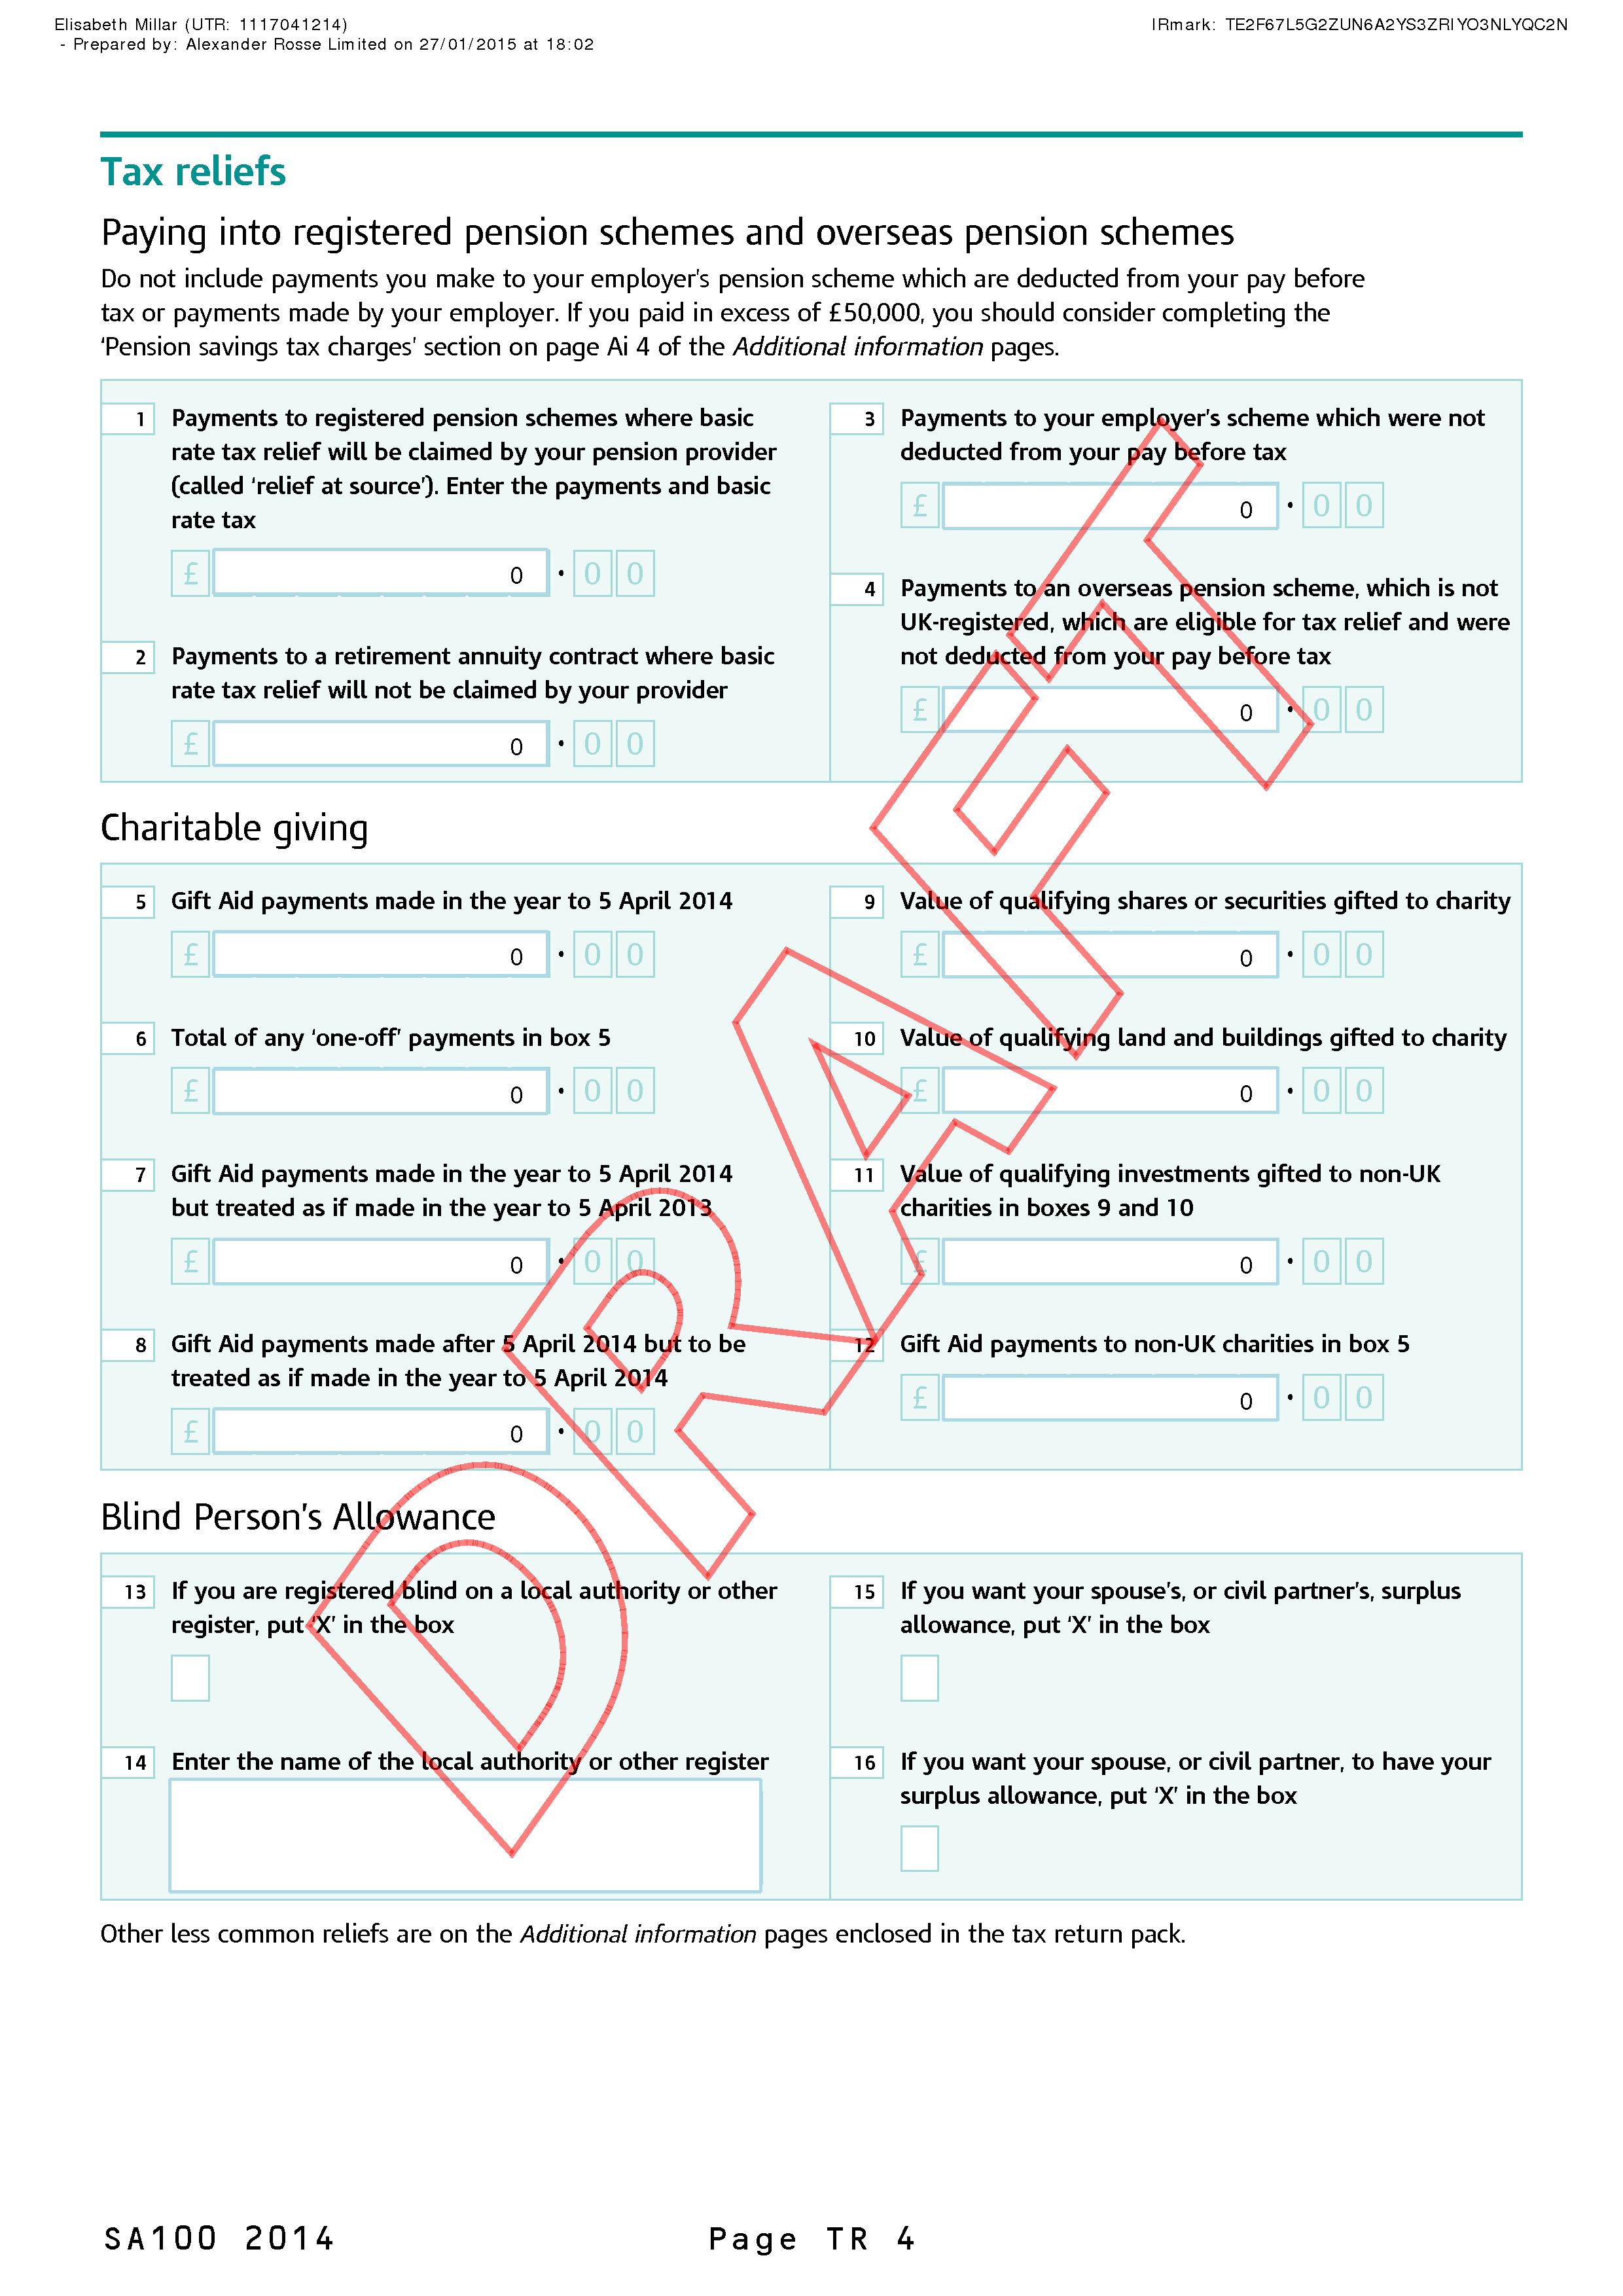 Elisabeth Millar (UTR: 1117041214)
- Prepared by: Alexander Rosse Limited on 27/01/2015 at 18:02
IRmark: TE2F67L5G2ZUN6A2YS3ZRIYO3NLYQC2N
Tax reliefs
Paying into registered pension schemes and overseas pension schemes
Do not include payments you make to your employer's pension scheme which are deducted from your pay before
tax or payments made by your employer. If you paid in excess of £50,000, you should consider completing the
'Pension savings tax charges' section on page Ai 4 of the Additional information pages.
1 Payments to registered pension schemes where basic
rate tax relief will be claimed by your pension provider
(called 'relief at source'). Enter the payments and basic
rate tax
£ 0 · 0 0
2 Payments to a retirement annuity contract where basic
rate tax relief will not be claimed by your provider
£ 0 · 0 0
3 Payments to your employer's scheme which were not
deducted from your pay before tax
£ 0 · 0 0
4 Payments to an overseas pension scheme, which is not
UK-registered, which are eligible for tax relief and were
not deducted from your pay before tax
£ 0 · 0 0
Charitable giving
5 Gift Aid payments made in the year to 5 April 2014
£ 0 · 0 0
6 Total of any 'one-off' payments in box 5
£ 0 · 0 0
7 Gift Aid payments made in the year to 5 April 2014
but treated as if made in the year to 5 April 2013
£ 0 · 0 0
8 Gift Aid payments made after 5 April 2014 but to be
treated as if made in the year to 5 April 2014
£ 0 · 0 0
9 Value of qualifying shares or securities gifted to charity
£ 0 · 0 0
10 Value of qualifying land and buildings gifted to charity
£ 0 · 0 0
11 Value of qualifying investments gifted to non-UK
charities in boxes 9 and 10
£ 0 · 0 0
12 Gift Aid payments to non-UK charities in box 5
£ 0 · 0 0
Blind Person's Allowance
13 If you are registered blind on a local authority or other
register, put 'X' in the box
14 Enter the name of the local authority or other register
15 If you want your spouse's, or civil partner's, surplus
allowance, put 'X' in the box
16 If you want your spouse, or civil partner, to have your
surplus allowance, put 'X' in the box
Other less common reliefs are on the Additional information pages enclosed in the tax return pack.
DRAFT
SA100 2014
Page TR 4